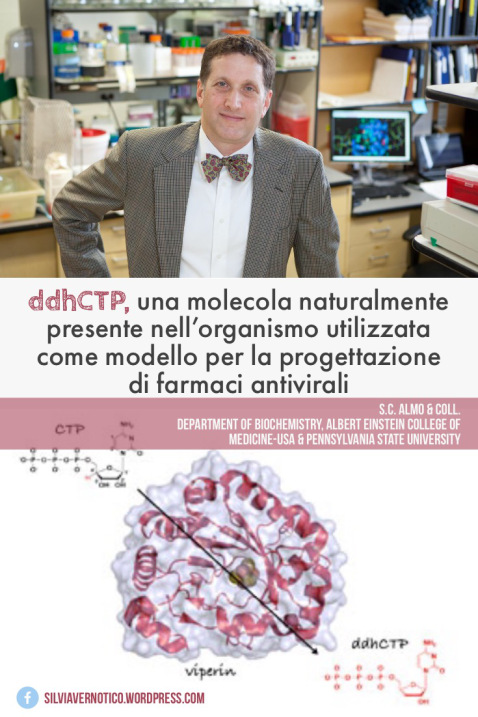 ddhCTP, una molecola naturalmente
presente nell'organismo utilizzata
come modello per la progettazione
di farmaci antivirali
S.C. ALMO & COLL.
DEPARTMENT OF BIOCHEMISTRY, ALBERT EINSTEIN COLLEGE OF
MEDICINE-USA & PENNSYLVANIA STATE UNIVERSITY
CTP
viperin
ddhCTP
SILVIAVERNOTICO.WORDPRESS.COM